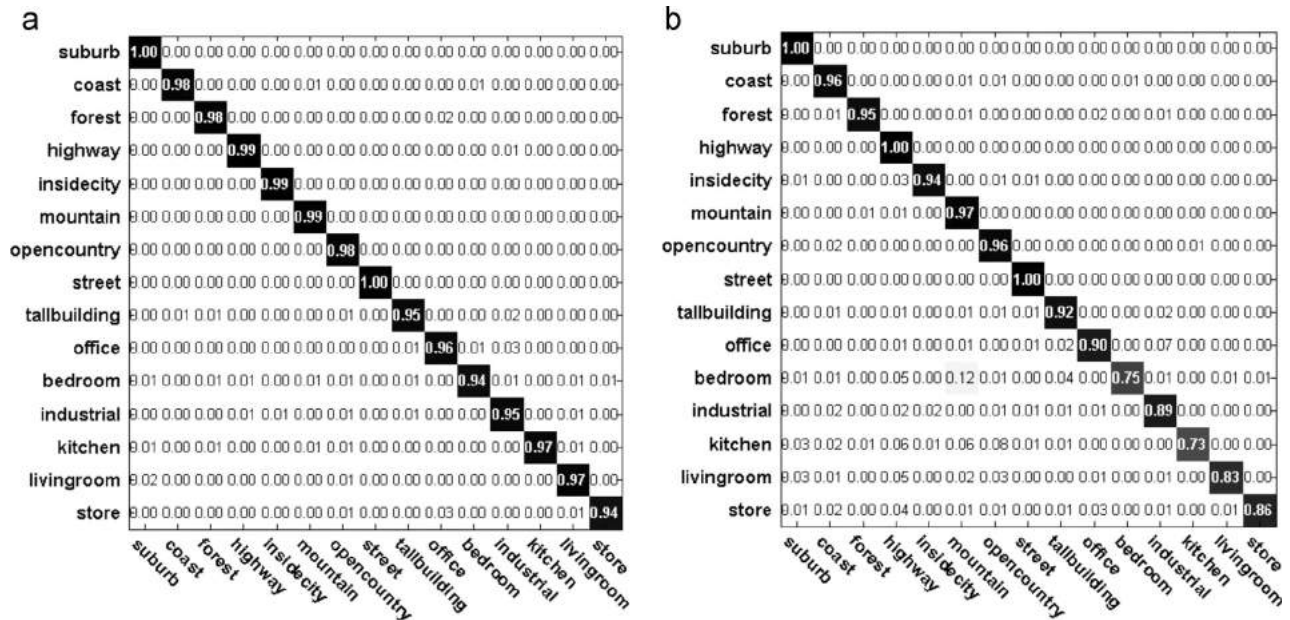 a
suburb 1.00 0.00 0.00 0.00 0.00 0.00 0.00 0.00 0.00 0.00 0.00 0.00 0.00 0.00 0.00
coast 0.00 0.98 0.00 0.00 0.00 0.01 0.00 0.00 0.00 0.00 0.01 0.00 0.00 0.00 0.00
forest 0.00 0.00 0.98 0.00 0.00 0.00 0.00 0.00 0.00 0.02 0.00 0.00 0.00 0.00 0.00
highway 0.00 0.00 0.00 0.99 0.00 0.00 0.00 0.00 0.00 0.00 0.00 0.01 0.00 0.00 0.00
insidecity 0.00 0.00 0.00 0.00 0.99 0.00 0.00 0.00 0.00 0.00 0.00 0.00 0.00 0.00 0.00
mountain 0.00 0.00 0.00 0.00 0.00 0.99 0.00 0.00 0.00 0.00 0.00 0.00 0.00 0.00 0.00
opencountry 0.00 0.00 0.00 0.00 0.00 0.00 0.98 0.00 0.00 0.00 0.00 0.00 0.00 0.00 0.00
street 0.00 0.00 0.00 0.00 0.00 0.00 0.00 1.00 0.00 0.00 0.00 0.00 0.00 0.00 0.00
tallbuilding 0.00 0.01 0.01 0.00 0.00 0.00 0.01 0.00 0.95 0.00 0.00 0.02 0.00 0.00 0.00
office 0.00 0.00 0.00 0.00 0.00 0.00 0.00 0.00 0.01 0.96 0.01 0.03 0.00 0.00 0.00
bedroom 0.01 0.00 0.01 0.01 0.00 0.01 0.01 0.00 0.01 0.00 0.94 0.01 0.00 0.01 0.01
industrial 0.00 0.00 0.00 0.01 0.01 0.00 0.01 0.00 0.01 0.00 0.00 0.95 0.00 0.01 0.00
kitchen 0.01 0.00 0.01 0.00 0.00 0.00 0.01 0.00 0.00 0.00 0.00 0.00 0.97 0.01 0.00
livingroom 0.02 0.00 0.00 0.00 0.00 0.00 0.00 0.00 0.00 0.00 0.00 0.00 0.00 0.97 0.00
store 0.00 0.00 0.00 0.00 0.00 0.00 0.01 0.00 0.00 0.03 0.00 0.00 0.00 0.01 0.94
suburb coast forest highway insidecity mountain opencountry street tallbuilding office bedroom industrial kitchen livingroom store
b
suburb 1.00 0.00 0.00 0.00 0.00 0.00 0.00 0.00 0.00 0.00 0.00 0.00 0.00 0.00 0.00
coast 0.00 0.96 0.00 0.00 0.00 0.01 0.01 0.00 0.00 0.00 0.01 0.00 0.00 0.00 0.00
forest 0.00 0.01 0.95 0.00 0.00 0.00 0.00 0.00 0.00 0.02 0.00 0.01 0.00 0.00 0.00
highway 0.00 0.00 0.00 1.00 0.00 0.00 0.00 0.00 0.00 0.00 0.00 0.00 0.00 0.00 0.00
insidecity 0.01 0.00 0.00 0.03 0.94 0.00 0.01 0.01 0.00 0.00 0.00 0.00 0.00 0.00 0.00
mountain 0.00 0.00 0.01 0.01 0.00 0.97 0.00 0.00 0.00 0.00 0.00 0.00 0.00 0.00 0.00
opencountry 0.00 0.02 0.00 0.00 0.00 0.00 0.96 0.00 0.00 0.00 0.00 0.00 0.01 0.00 0.00
street 0.00 0.00 0.00 0.00 0.00 0.00 0.00 1.00 0.00 0.00 0.00 0.00 0.00 0.00 0.00
tallbuilding 0.00 0.01 0.00 0.01 0.00 0.01 0.01 0.01 0.92 0.00 0.00 0.02 0.00 0.00 0.00
office 0.00 0.01 0.00 0.00 0.00 0.00 0.00 0.01 0.02 0.90 0.00 0.07 0.00 0.00 0.00
bedroom 0.01 0.01 0.00 0.05 0.00 0.12 0.01 0.00 0.04 0.00 0.75 0.01 0.00 0.01 0.01
industrial 0.00 0.02 0.00 0.02 0.02 0.00 0.01 0.01 0.01 0.01 0.00 0.89 0.00 0.00 0.00
kitchen 0.03 0.02 0.01 0.06 0.01 0.06 0.08 0.01 0.01 0.00 0.00 0.00 0.73 0.00 0.00
livingroom 0.03 0.01 0.00 0.05 0.00 0.02 0.03 0.00 0.00 0.01 0.00 0.01 0.00 0.83 0.00
store 0.01 0.02 0.00 0.04 0.00 0.01 0.01 0.00 0.01 0.03 0.00 0.01 0.00 0.01 0.86
suburb coast forest highway insidecity mountain opencountry street tallbuilding office bedroom industrial kitchen livingroom store